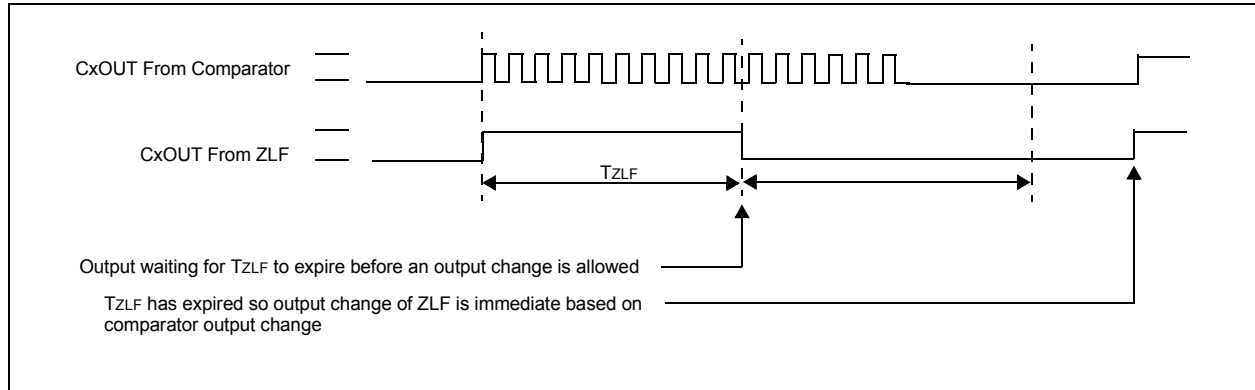 CxOUT From Comparator
CxOUT From ZLF
TZLF
Output waiting for TZLF to expire before an output change is allowed
TZLF has expired so output change of ZLF is immediate based on
comparator output change